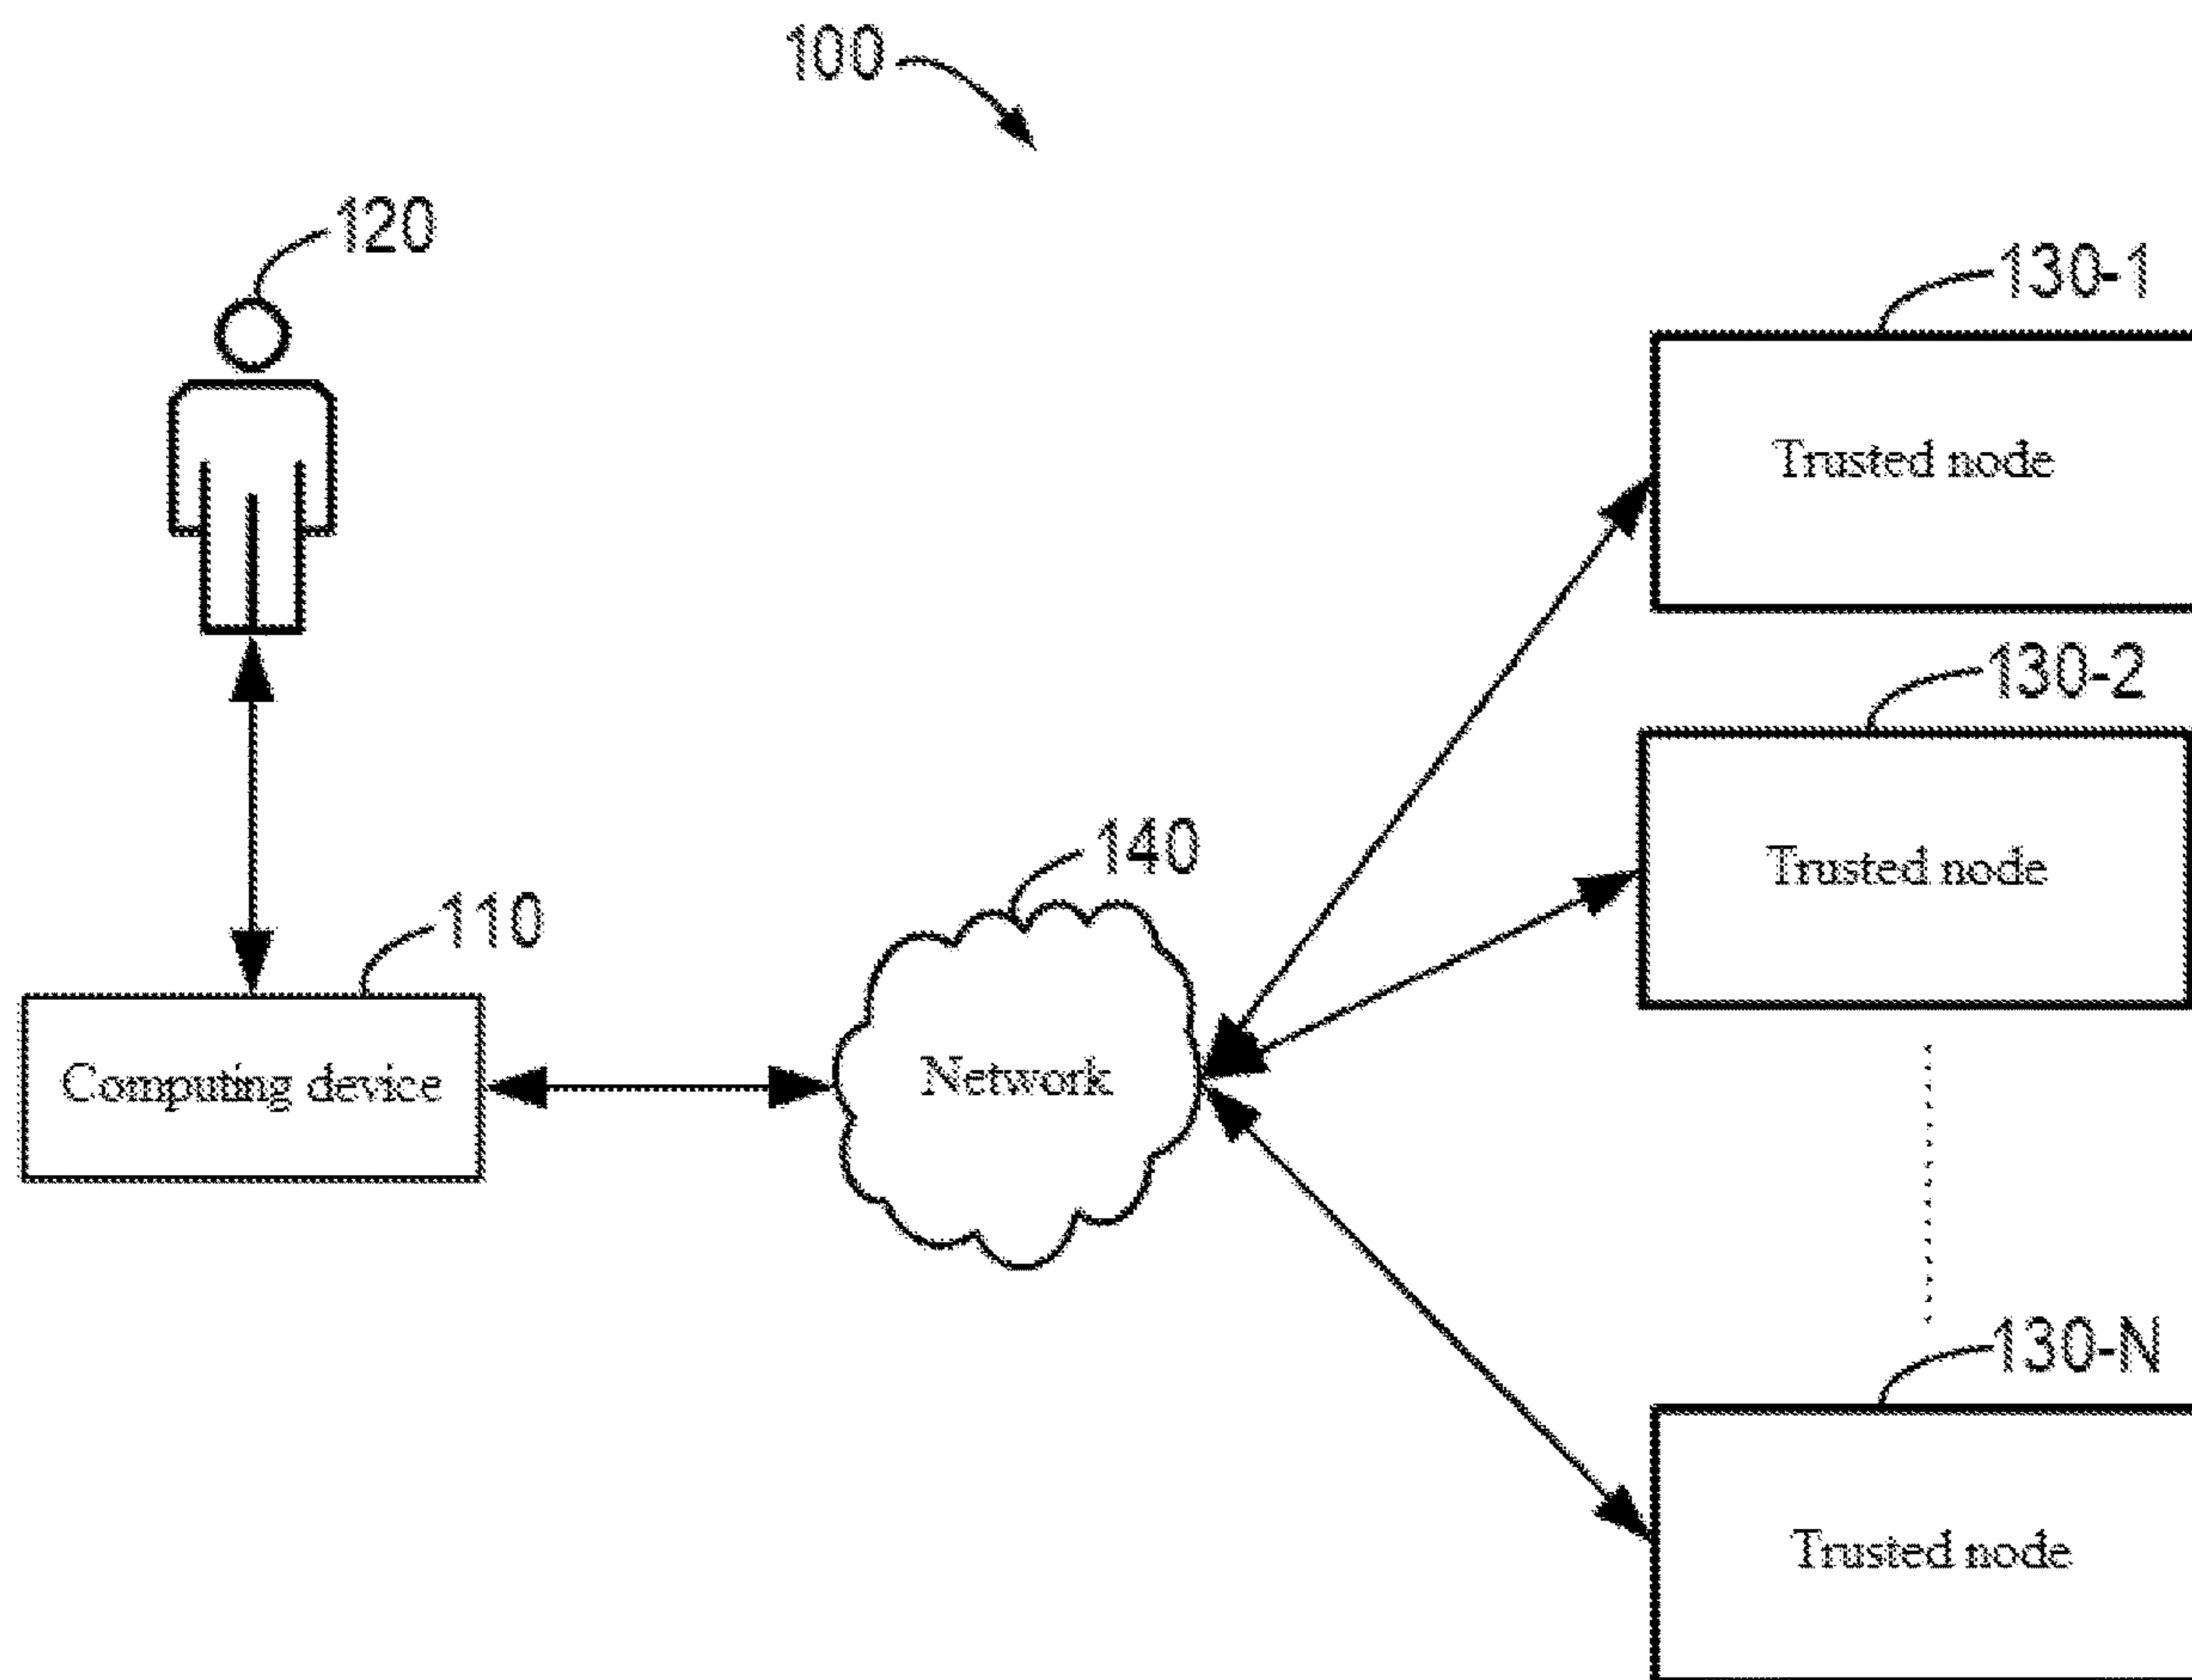 100
120
130-1
Trusted node
130-2
Trusted node
140
110
Computing device
Network
130-N
Trusted node